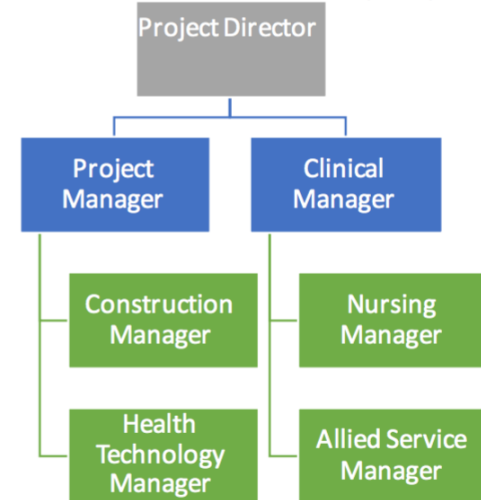 Project Director
Project
Manager
Clinical
Manager
Construction
Manager
Nursing
Manager
Health
Technology
Manager
Allied Service
Manager